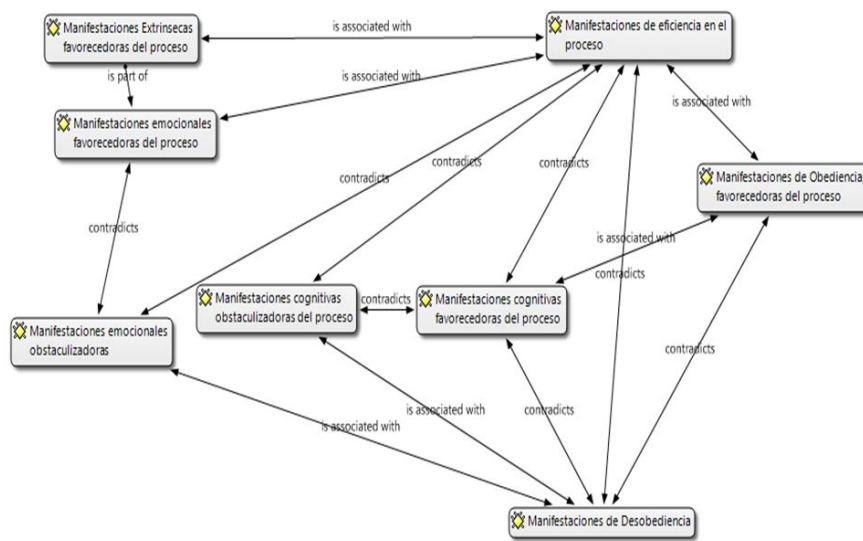 Manifestaciones Extrinsecas
favorecedoras del proceso
is associated with
Manifestaciones de eficiencia en el
proceso
is part of
is associated with
is associated with
Manifestaciones emocionales
favorecedoras del proceso
contradicts
contradicts
contradicts
Manifestaciones de Obediencia
favorecedoras del proceso
contradicts
is associated with
contradicts
Manifestaciones cognitivas
obstaculizadoras del proceso
contradicts
Manifestaciones cognitivas
favorecedoras del proceso
Manifestaciones emocionales
obstaculizadoras
contradicts
is associated with
contradicts
is associated with
Manifestaciones de Desobediencia